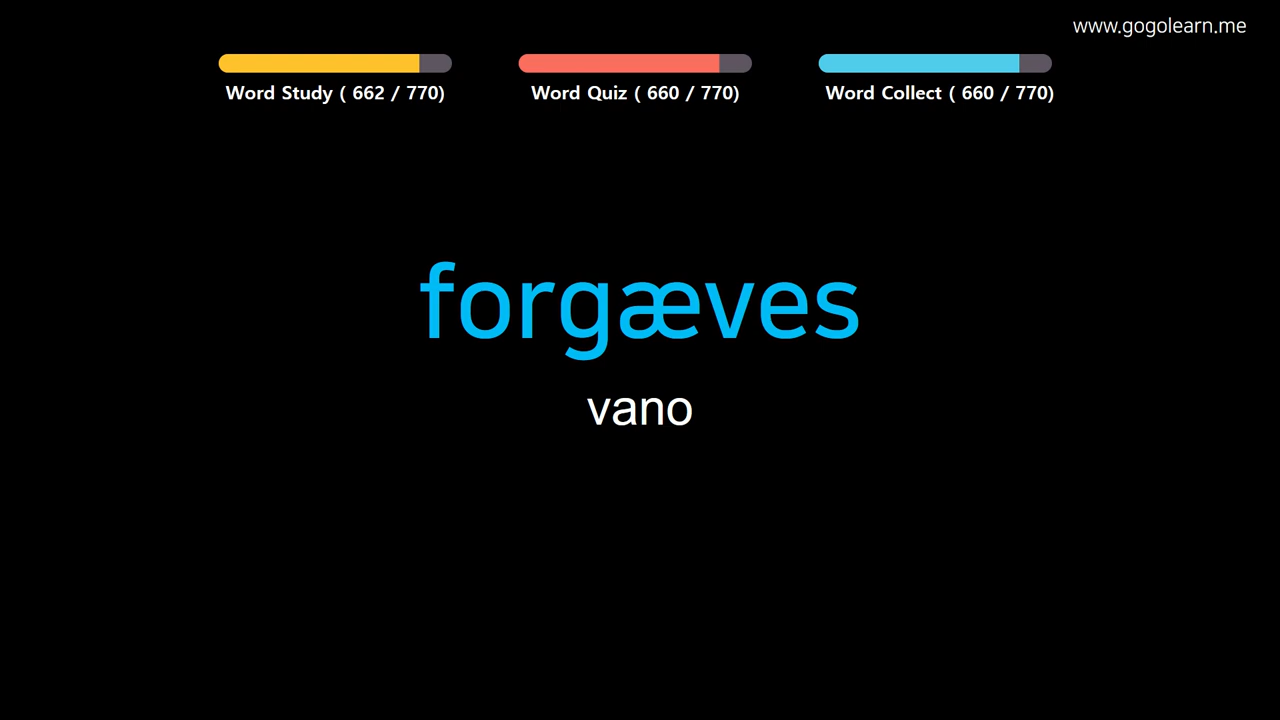 www.gogolearn.me
Word Study ( 662 / 770)
Word Quiz ( 660 / 770)
Word Collect ( 660 / 770)
forgæves
vano